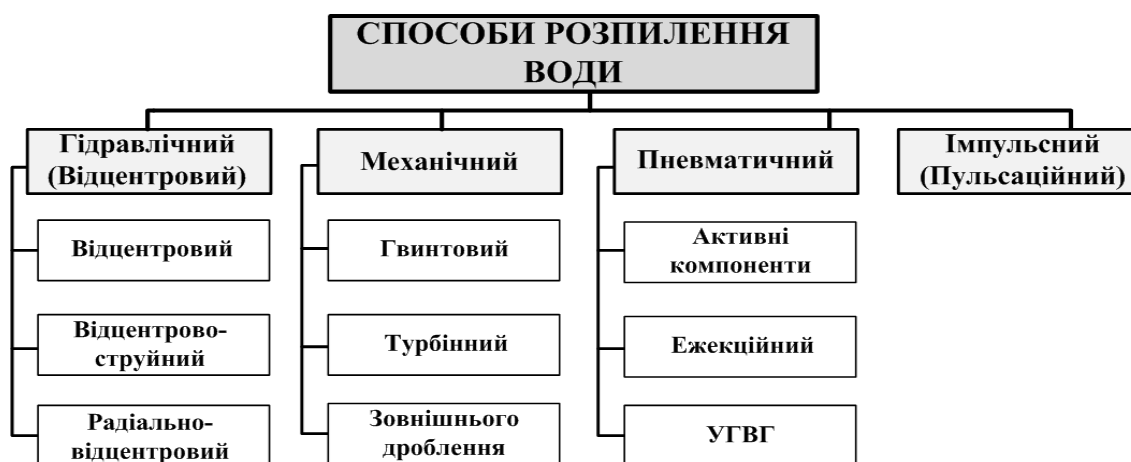 СПОСОБИ РОЗПИЛЕННЯ
ВОДИ
Гідравлічний
(Відцентровий)
Механічний
Пневматичний
Імпульсний
(Пульсаційний)
Відцентровий
Гвинтовий
Активні
компоненти
Відцентрово-
струйний
Турбінний
Ежекційний
Радіально-
відцентровий
Зовнішнього
дроблення
УГВГ